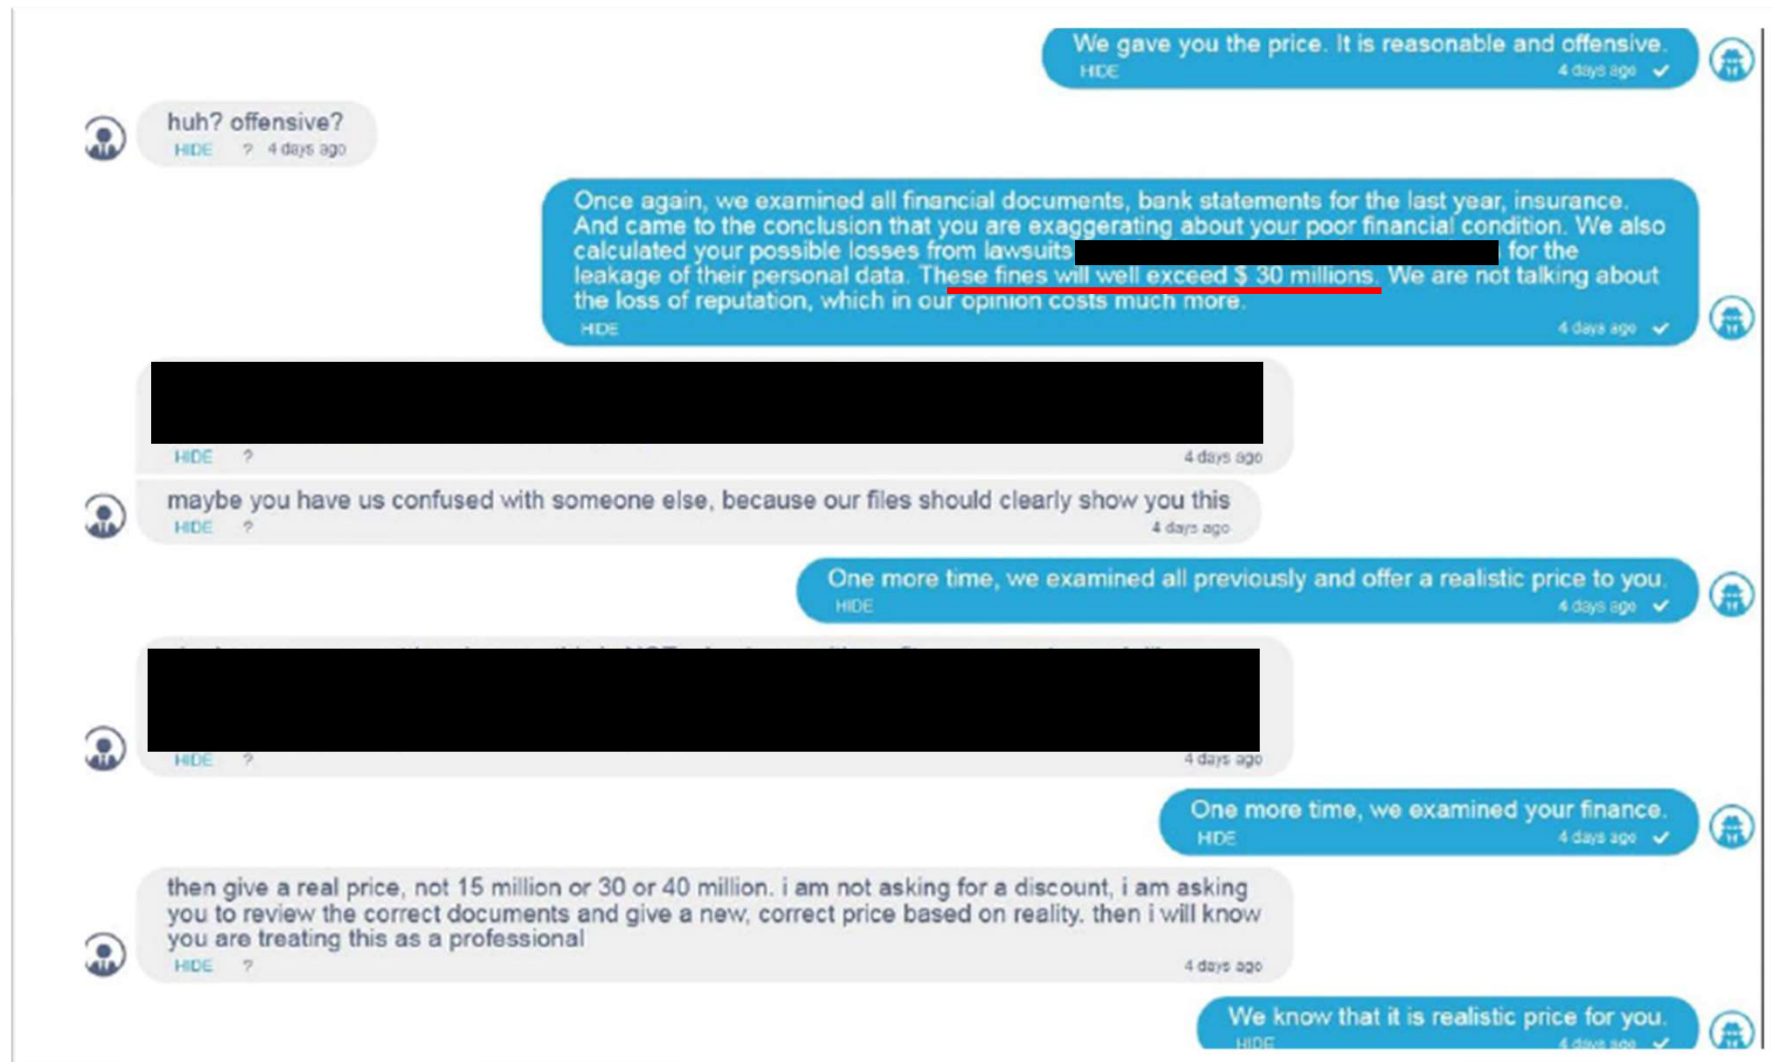 We gave you the price. It is reasonable and offensive.
HIDE 4 days ago
huh? offensive?
HIDE ? 4 days ago
Once again, we examined all financial documents, bank statements for the last year, insurance.
And came to the conclusion that you are exaggerating about your poor financial condition. We also
calculated your possible losses from lawsuits for the
leakage of their personal data. These fines will well exceed $ 30 millions. We are not talking about
the loss of reputation, which in our opinion costs much more.
HIDE 4 days ago
HIDE ? 4 days ago
maybe you have us confused with someone else, because our files should clearly show you this
HIDE ? 4 days ago
One more time, we examined all previously and offer a realistic price to you.
HIDE 4 days ago
HIDE ? 4 days ago
One more time, we examined your finance.
HIDE 4 days ago
then give a real price, not 15 million or 30 or 40 million. i am not asking for a discount, i am asking
you to review the correct documents and give a new, correct price based on reality. then i will know
you are treating this as a professional
HIDE ? 4 days ago
We know that it is realistic price for you.
HIDE 4 days ago